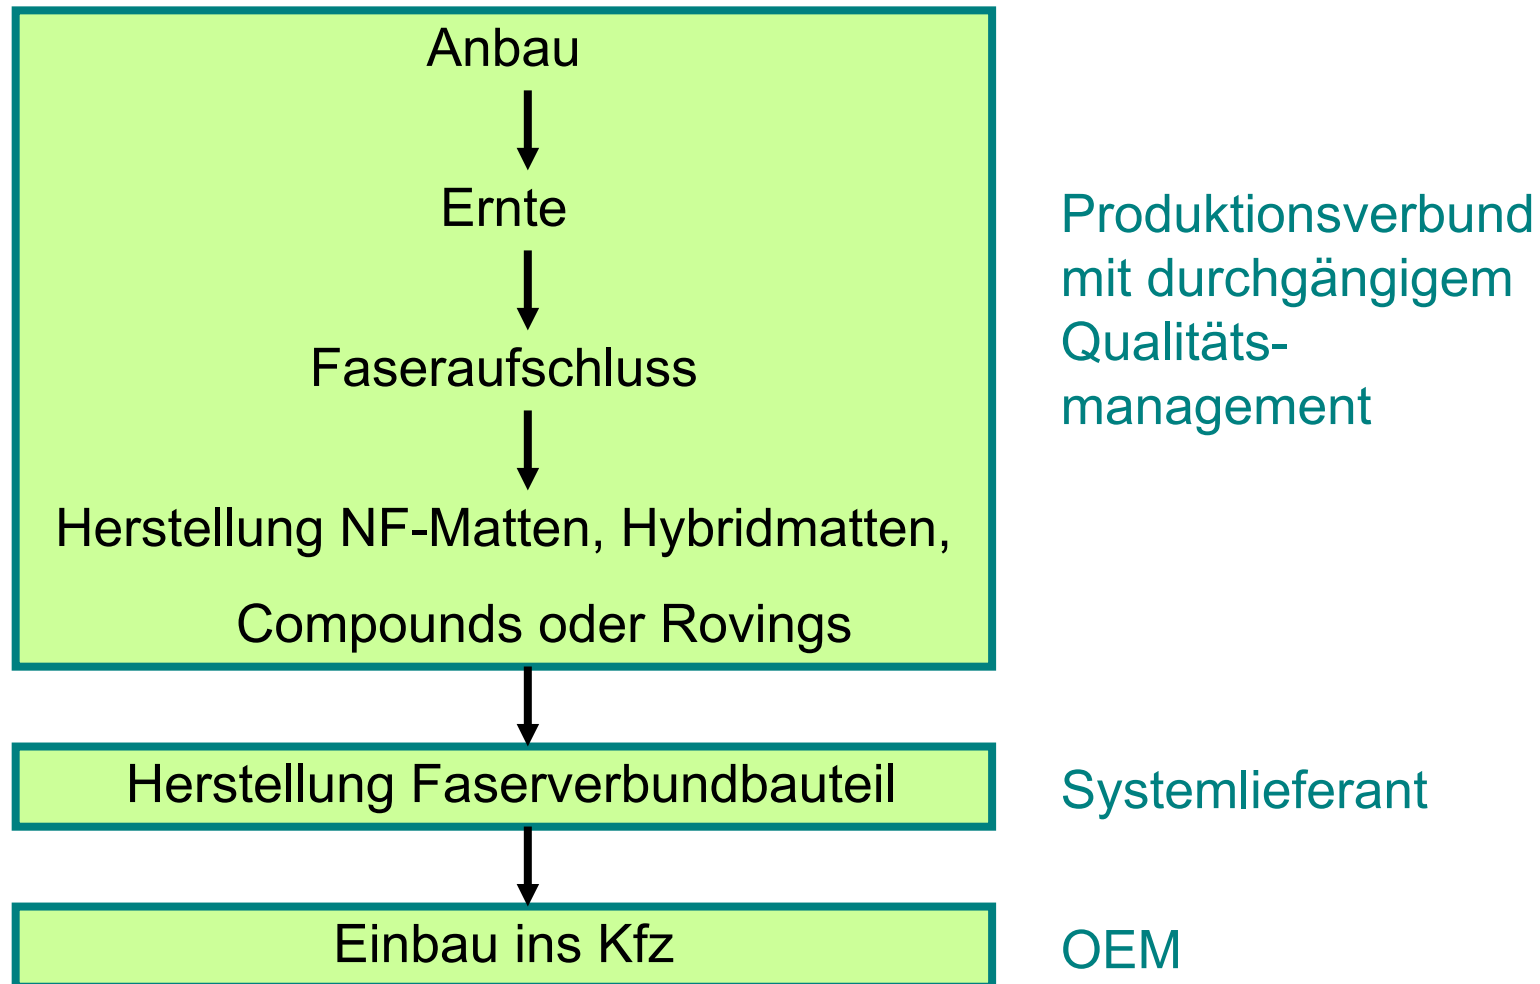 Anbau
Ernte
Faseraufschluss
Herstellung NF-Matten, Hybridmatten,
Compounds oder Rovings
Produktionsverbund
mit durchgängigem
Qualitäts-
management
Herstellung Faserverbundbauteil
Systemlieferant
Einbau ins Kfz
OEM